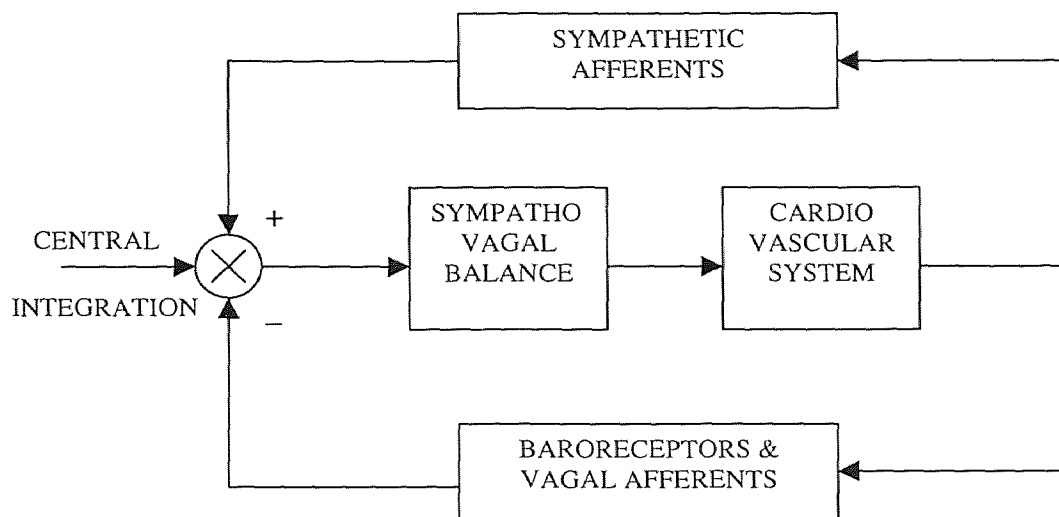 SYMPATHETIC
AFFERENTS
+
CENTRAL
INTEGRATION
−
SYMPATHO
VAGAL
BALANCE
CARDIO
VASCULAR
SYSTEM
BARORECEPTORS &
VAGAL AFFERENTS